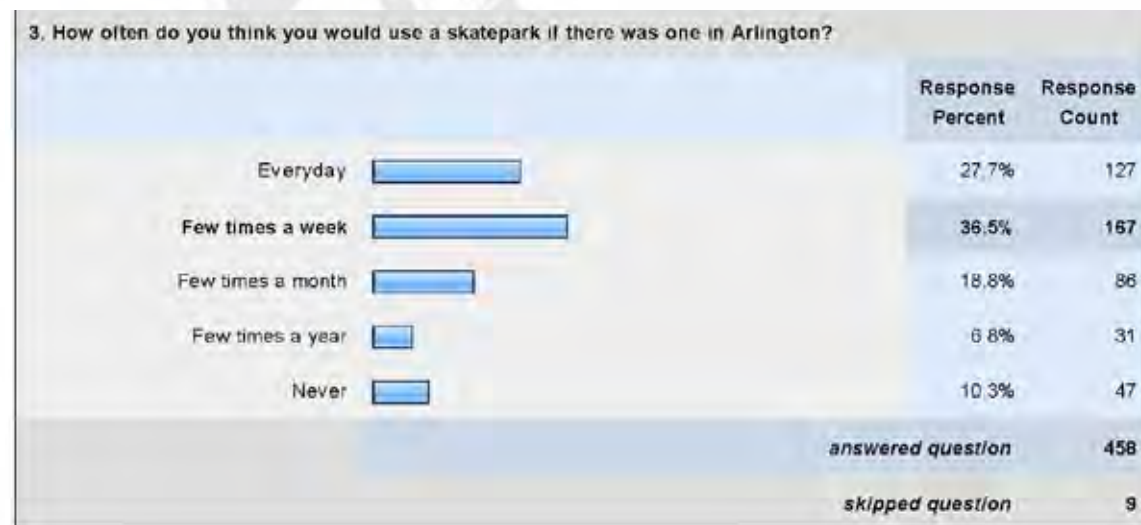 3. How often do you think you would use a skatepark if there was one in Arlington?
Response Percent Response Count
Everyday 27.7% 127
Few times a week 36.5% 167
Few times a month 18.8% 86
Few times a year 6.8% 31
Never 10.3% 47
answered question 458
skipped question 9